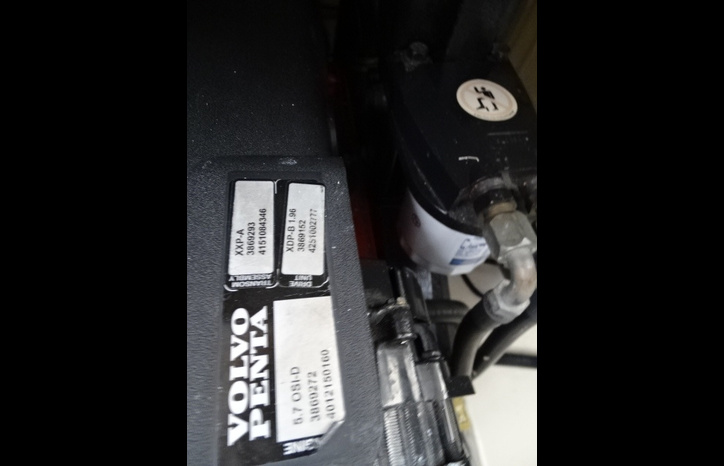 VOLVO
PENTA
TRANSOM
ASSEMBLY
XXP-A
3869293
4151084346
DRIVE
UNIT
XDP-B 1.96
3869152
4251002777
5.7 OSI-D
3869272
4012150160